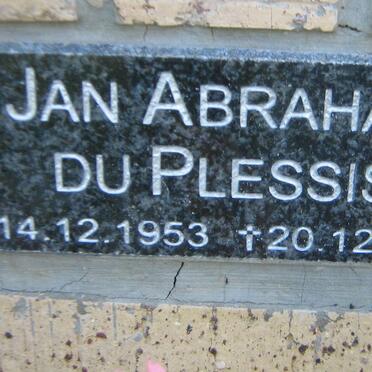 JAN ABRAHA
DU PLESSIS
14.12.1953 †20.12